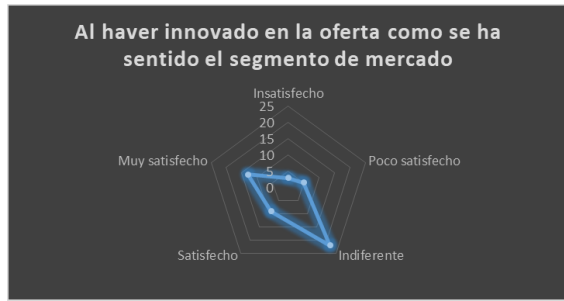 Al haver innovado en la oferta como se ha
sentido el segmento de mercado
Insatisfecho
25
20
15
10
5
0
Muy satisfecho
Poco satisfecho
Satisfecho
Indiferente